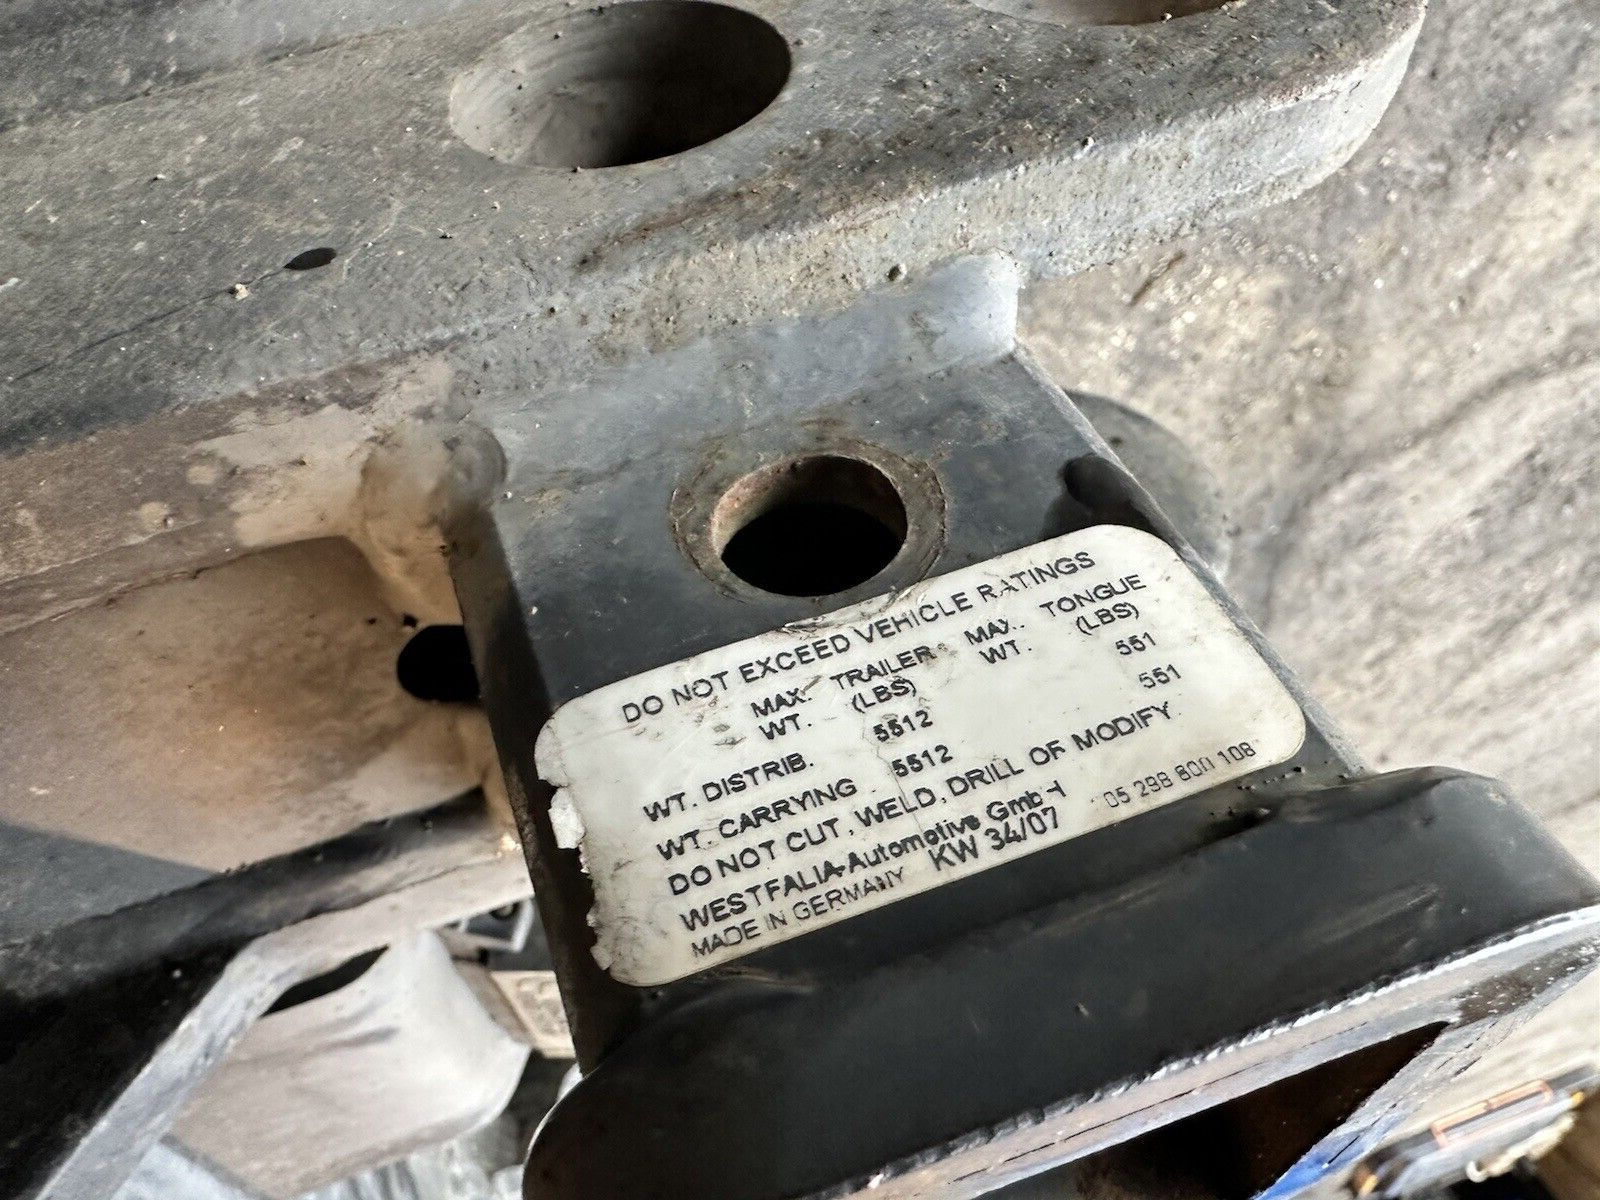 DO NOT EXCEED VEHICLE RATINGS
MAX. TRAILER MAX. TONGUE
WT. (LBS) WT. (LBS)
WT. DISTRIB. 5512 551
WT. CARRYING 5512 551
DO NOT CUT, WELD, DRILL OR MODIFY
WESTFALIA-Automotive GmbH
MADE IN GERMANY KW 34/07 05 298 800 108